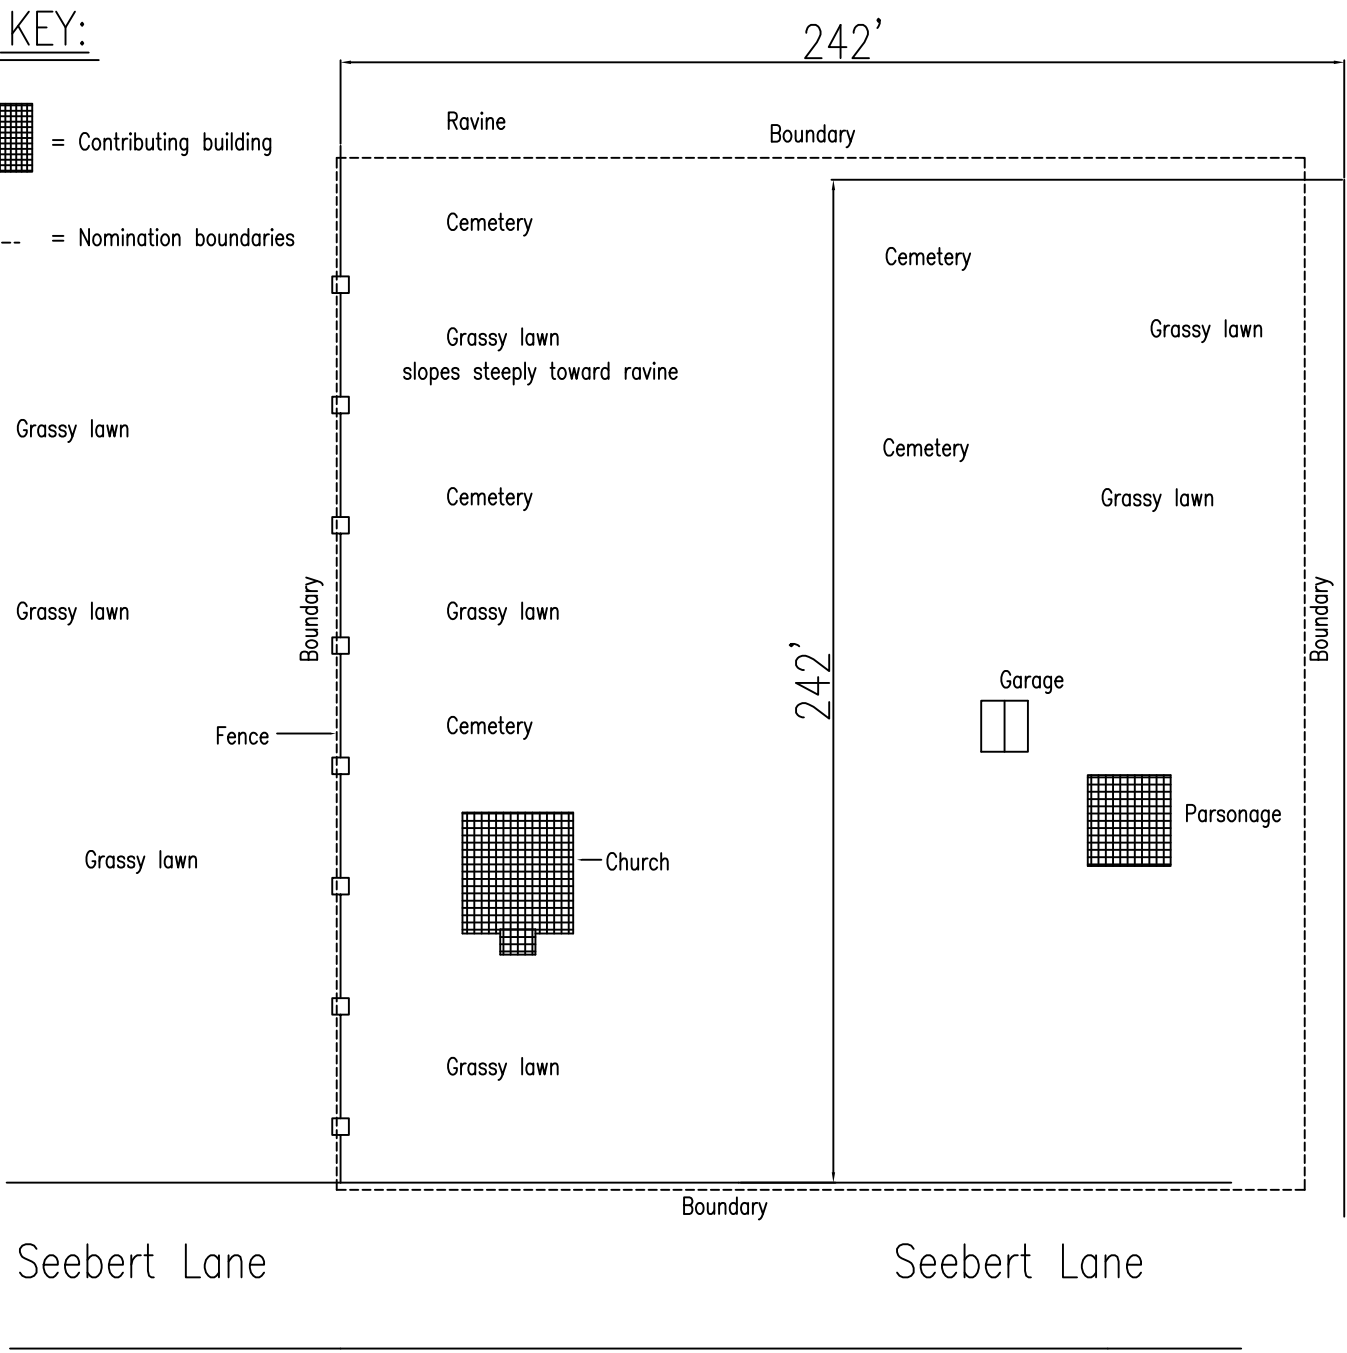 KEY:
242'
= Contributing building
-- = Nomination boundaries
Ravine
Boundary
Cemetery
Cemetery
Grassy lawn
Grassy lawn
slopes steeply toward ravine
Grassy lawn
Cemetery
Cemetery
Grassy lawn
Grassy lawn
Boundary
Grassy lawn
Boundary
242'
Garage
Fence
Cemetery
Parsonage
Grassy lawn
Church
Grassy lawn
Boundary
Seebert Lane
Seebert Lane